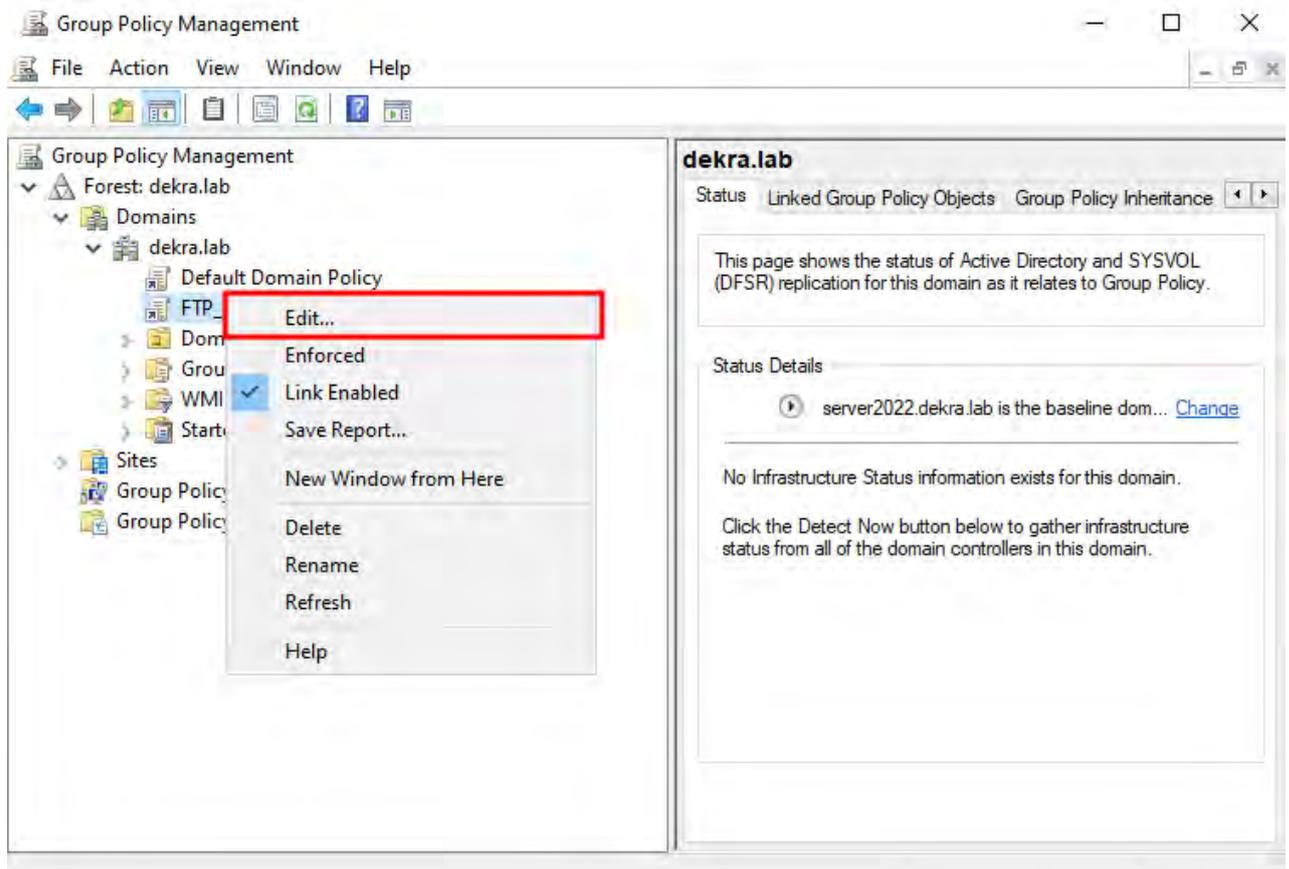 Group Policy Management
File Action View Window Help
Group Policy Management
Forest: dekra.lab
Domains
dekra.lab
Default Domain Policy
FTP_
Dom
Grou
WMI
Start
Sites
Group Polic
Group Polic
Edit...
Enforced
Link Enabled
Save Report...
New Window from Here
Delete
Rename
Refresh
Help
dekra.lab
Status Linked Group Policy Objects Group Policy Inheritance
This page shows the status of Active Directory and SYSVOL
(DFSR) replication for this domain as it relates to Group Policy.
Status Details
server2022.dekra.lab is the baseline dom... Change
No Infrastructure Status information exists for this domain.
Click the Detect Now button below to gather infrastructure
status from all of the domain controllers in this domain.